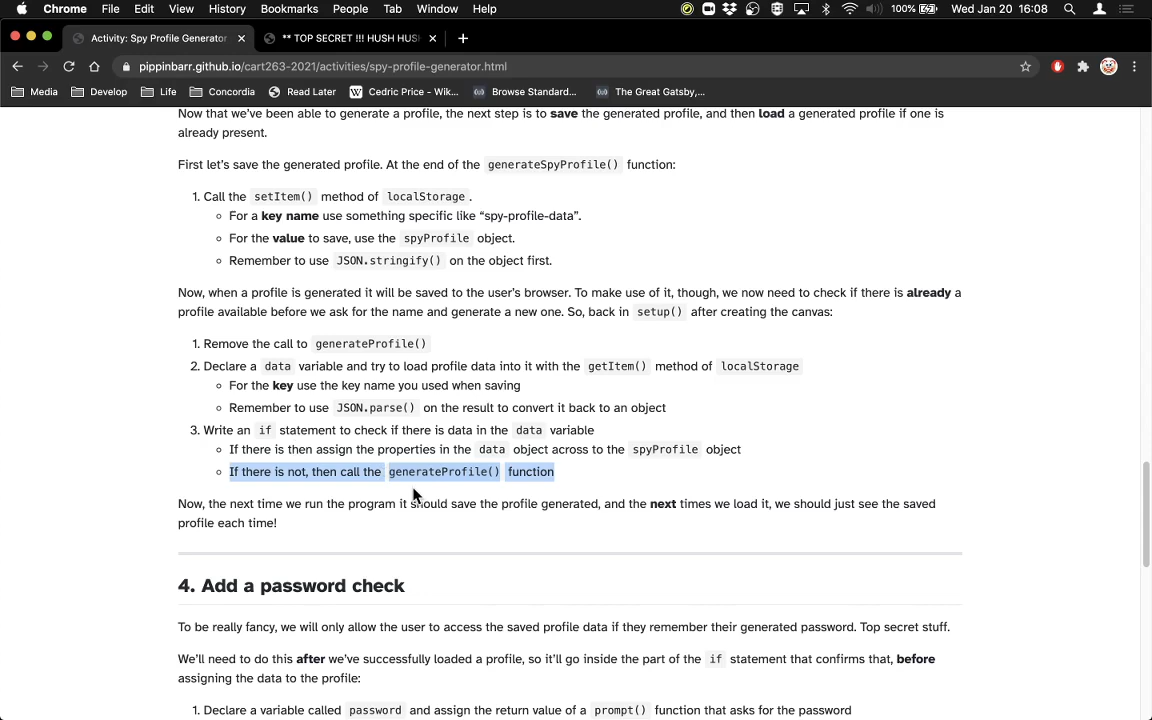 Chrome File Edit View History Bookmarks People Tab Window Help 100% Wed Jan 20 16:08
Activity: Spy Profile Generator ** TOP SECRET !!! HUSH HUSH
pippinbarr.github.io/cart263-2021/activities/spy-profile-generator.html
Media Develop Life Concordia Read Later Cedric Price - Wik... Browse Standard... The Great Gatsby,...
Now that we've been able to generate a profile, the next step is to save the generated profile, and then load a generated profile if one is
already present.
First let's save the generated profile. At the end of the generateSpyProfile() function:
1. Call the setItem() method of localStorage .
For a key name use something specific like "spy-profile-data".
For the value to save, use the spyProfile object.
Remember to use JSON.stringify() on the object first.
Now, when a profile is generated it will be saved to the user's browser. To make use of it, though, we now need to check if there is already a
profile available before we ask for the name and generate a new one. So, back in setup() after creating the canvas:
1. Remove the call to generateProfile()
2. Declare a data variable and try to load profile data into it with the getItem() method of localStorage
For the key use the key name you used when saving
Remember to use JSON.parse() on the result to convert it back to an object
3. Write an if statement to check if there is data in the data variable
If there is then assign the properties in the data object across to the spyProfile object
If there is not, then call the generateProfile() function
Now, the next time we run the program it should save the profile generated, and the next times we load it, we should just see the saved
profile each time!
4. Add a password check
To be really fancy, we will only allow the user to access the saved profile data if they remember their generated password. Top secret stuff.
We'll need to do this after we've successfully loaded a profile, so it'll go inside the part of the if statement that confirms that, before
assigning the data to the profile:
1. Declare a variable called password and assign the return value of a prompt() function that asks for the password